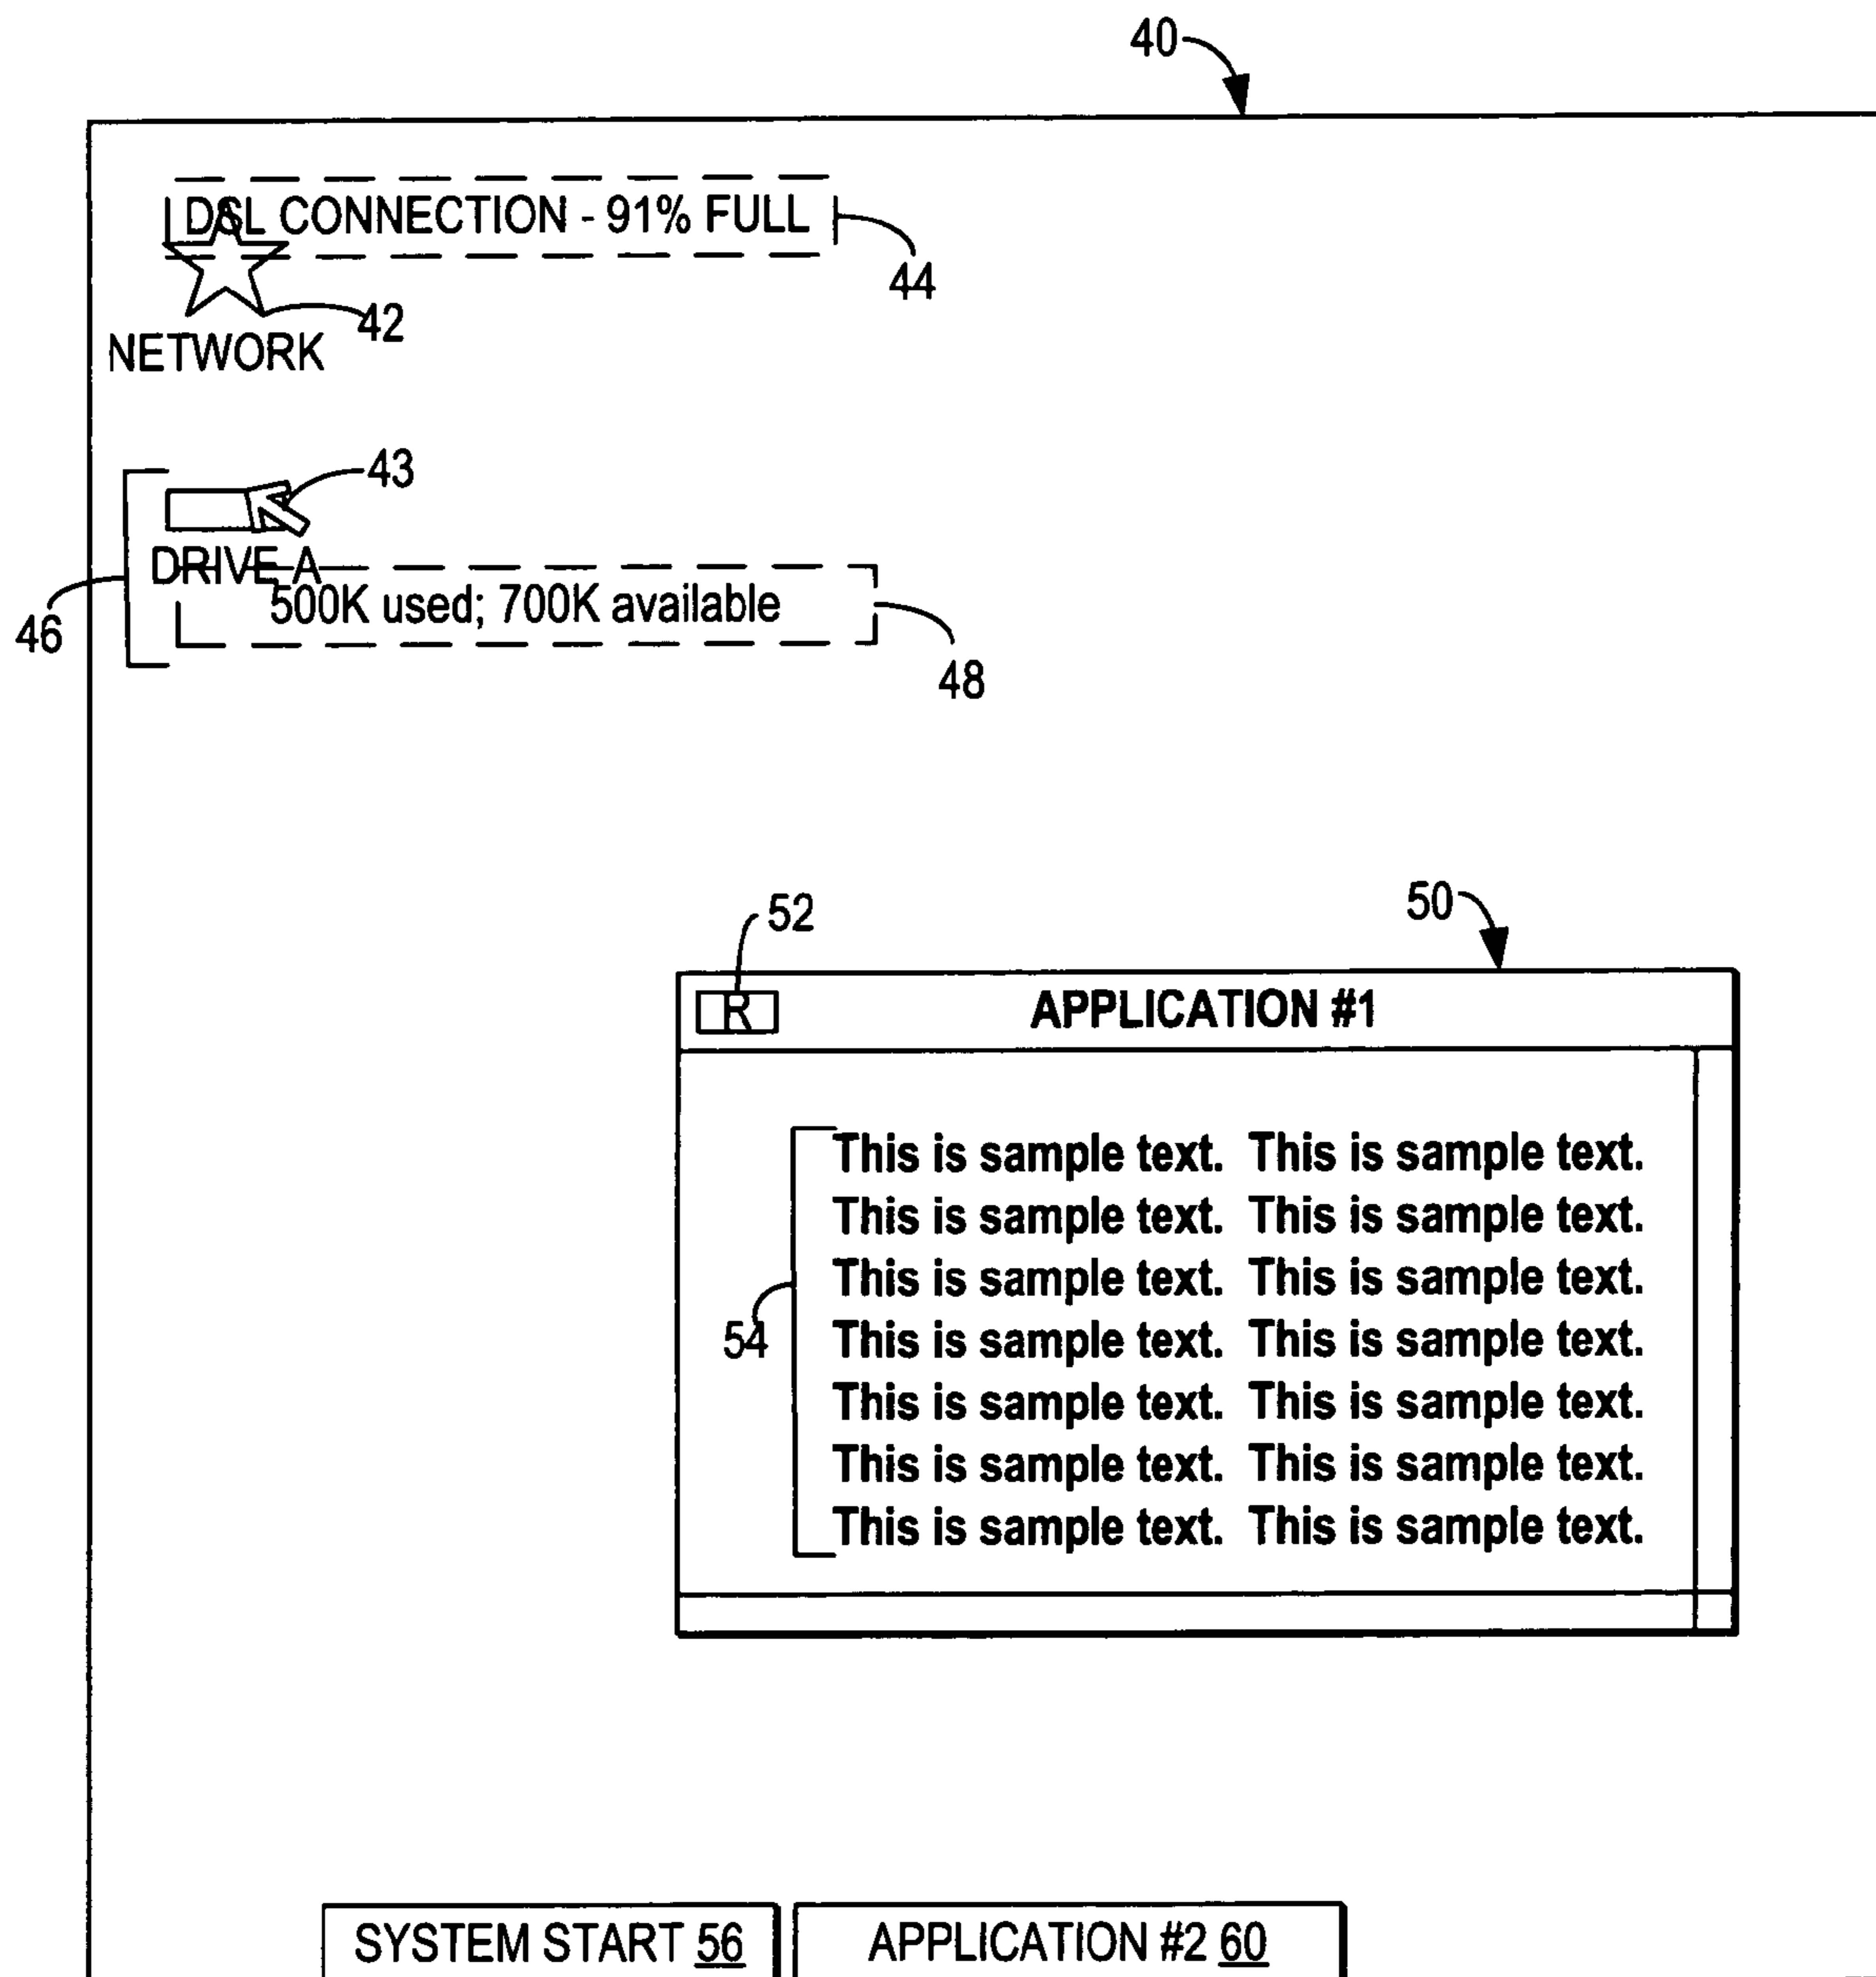 40
DSL CONNECTION - 91% FULL
44
42
NETWORK
43
DRIVE A
500K used; 700K available
46
48
52
50
R
APPLICATION #1
This is sample text. This is sample text.
This is sample text. This is sample text.
This is sample text. This is sample text.
54
This is sample text. This is sample text.
This is sample text. This is sample text.
This is sample text. This is sample text.
This is sample text. This is sample text.
SYSTEM START 56
APPLICATION #2 60